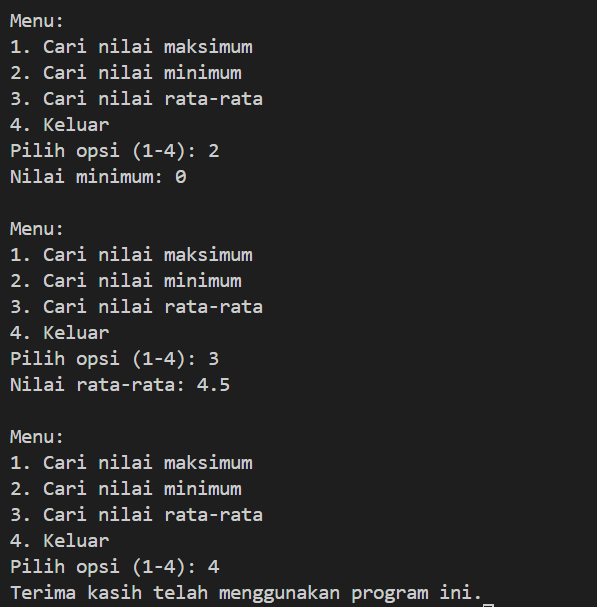 Menu:
1. Cari nilai maksimum
2. Cari nilai minimum
3. Cari nilai rata-rata
4. Keluar
Pilih opsi (1-4): 2
Nilai minimum: 0
Menu:
1. Cari nilai maksimum
2. Cari nilai minimum
3. Cari nilai rata-rata
4. Keluar
Pilih opsi (1-4): 3
Nilai rata-rata: 4.5
Menu:
1. Cari nilai maksimum
2. Cari nilai minimum
3. Cari nilai rata-rata
4. Keluar
Pilih opsi (1-4): 4
Terima kasih telah menggunakan program ini.